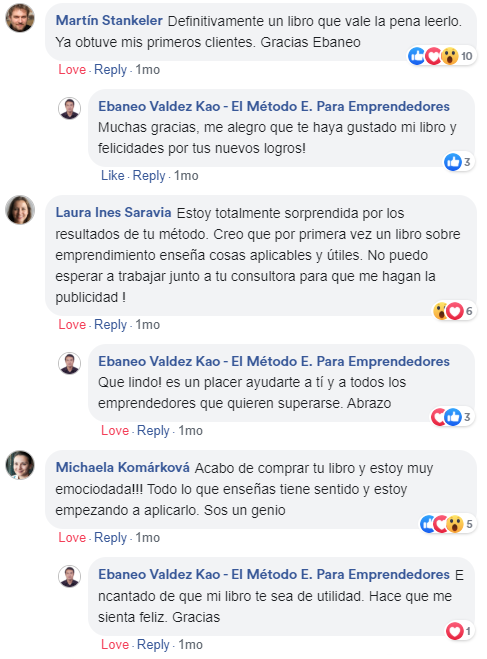 Martín Stankeler Definitivamente un libro que vale la pena leerlo.
Ya obtuve mis primeros clientes. Gracias Ebaneo
10
Love · Reply · 1mo
Ebaneo Valdez Kao - El Método E. Para Emprendedores
Muchas gracias, me alegro que te haya gustado mi libro y
felicidades por tus nuevos logros!
3
Like · Reply · 1mo
Laura Ines Saravia Estoy totalmente sorprendida por los
resultados de tu método. Creo que por primera vez un libro sobre
emprendimiento enseña cosas aplicables y útiles. No puedo
esperar a trabajar junto a tu consultora para que me hagan la
publicidad !
6
Love · Reply · 1mo
Ebaneo Valdez Kao - El Método E. Para Emprendedores
Que lindo! es un placer ayudarte a tí y a todos los
emprendedores que quieren superarse. Abrazo
3
Love · Reply · 1mo
Michaela Komárková Acabo de comprar tu libro y estoy muy
emociodada!!! Todo lo que enseñas tiene sentido y estoy
empezando a aplicarlo. Sos un genio
5
Love · Reply · 1mo
Ebaneo Valdez Kao - El Método E. Para Emprendedores E
ncantado de que mi libro te sea de utilidad. Hace que me
sienta feliz. Gracias
1
Love · Reply · 1mo